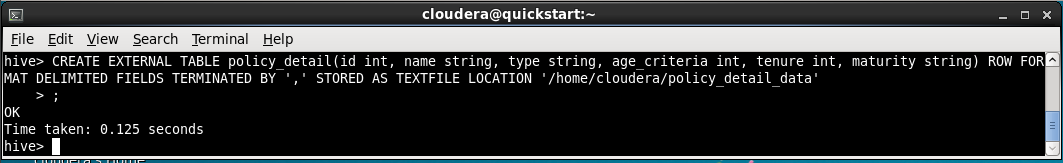 cloudera@quickstart:~
File Edit View Search Terminal Help
hive> CREATE EXTERNAL TABLE policy_detail(id int, name string, type string, age_criteria int, tenure int, maturity string) ROW FOR
MAT DELIMITED FIELDS TERMINATED BY ',' STORED AS TEXTFILE LOCATION '/home/cloudera/policy_detail_data'
    > ;
OK
Time taken: 0.125 seconds
hive>